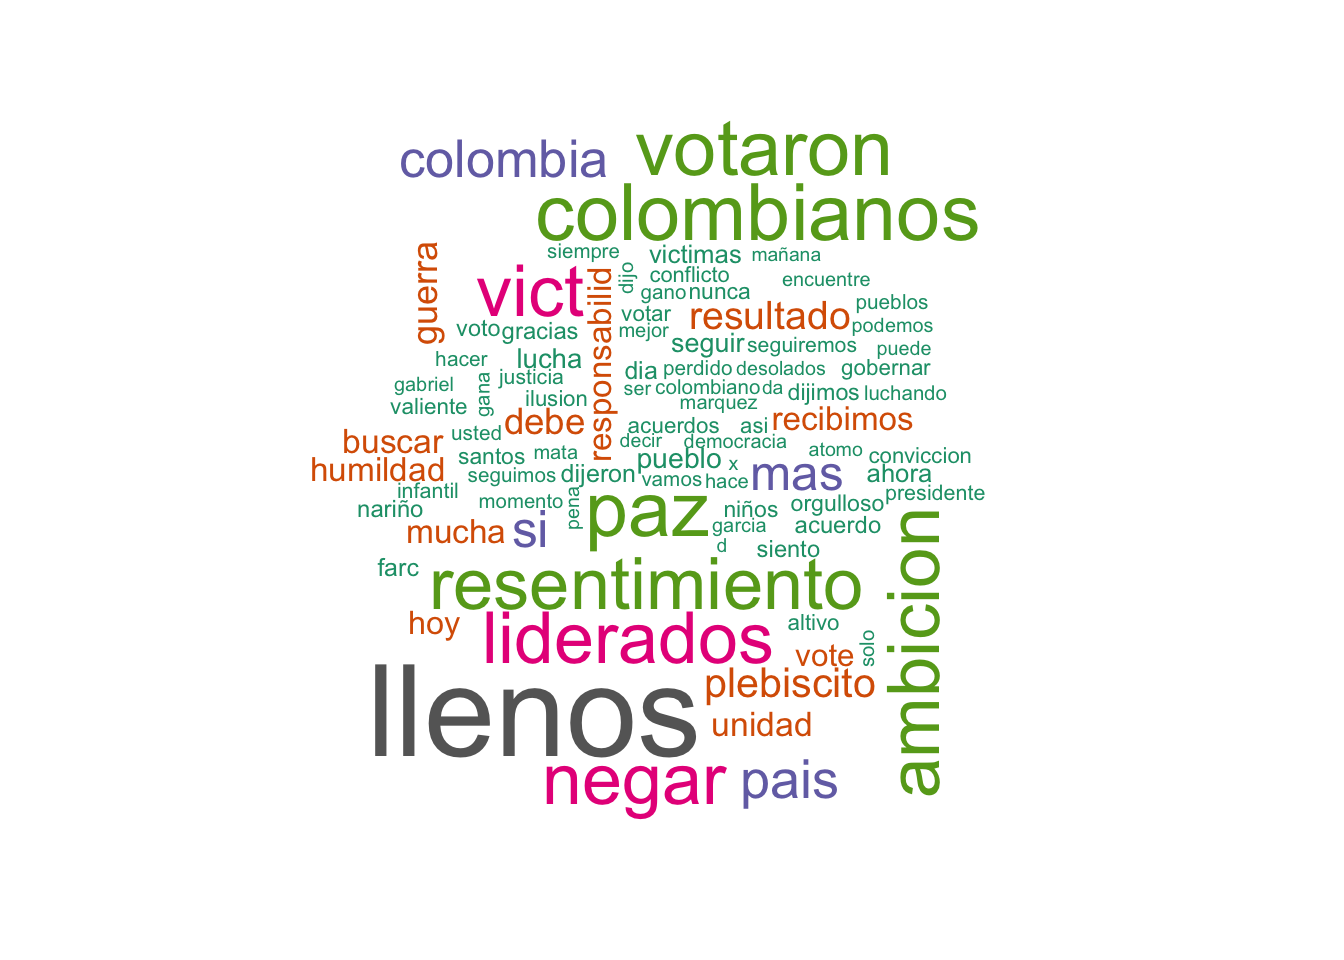 votaron
colombia
colombianos
siempre
victimas
mañana
guerra
vict
responsabilid
dijo
conflicto
encuentre
gano
nunca
pueblos
votar
resultado
podemos
voto
gracias
mejor
seguir
seguiremos
puede
hacer
lucha
dia
perdido
desolados
gobernar
gabriel
gana
justicia
ser
colombiano
da
dijimos
luchando
valiente
ilusion
marquez
debe
acuerdos
asi
recibimos
buscar
usted
decir
democracia
humildad
santos
mata
pueblo
x
mas
atomo
conviccion
infantil
seguimos
dijeron
vamos
hace
ahora
nariño
momento
pena
paz
niños
orgulloso
presidente
mucha
si
garcia
acuerdo
d
siento
farc
resentimiento
ambicion
hoy
liderados
altivo
solo
vote
llenos
plebiscito
unidad
negar
pais